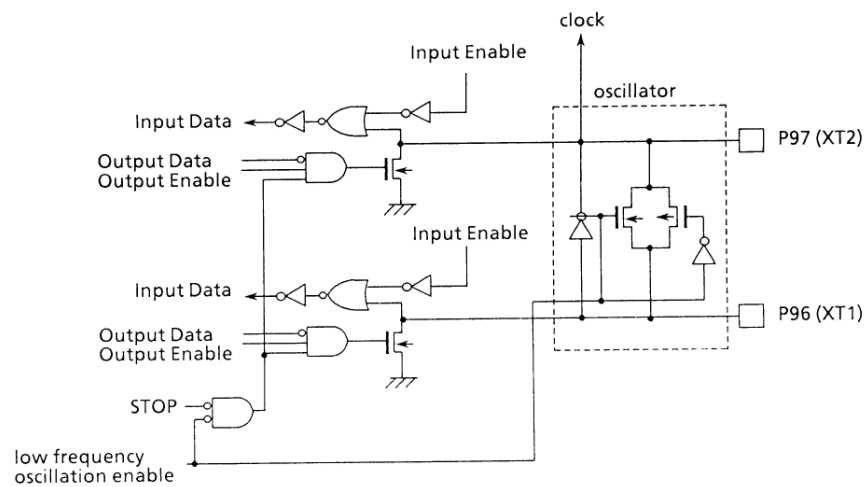 clock
Input Enable
oscillator
Input Data
P97 (XT2)
Output Data
Output Enable
Input Enable
Input Data
P96 (XT1)
Output Data
Output Enable
STOP
low frequency
oscillation enable